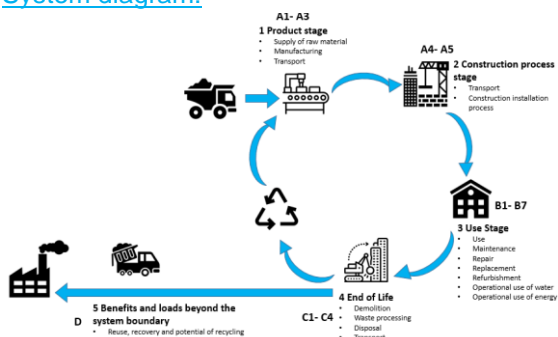 System diagram:
A1- A3
1 Product stage
• Supply of raw material
• Manufacturing
• Transport
A4- A5
2 Construction process
stage
• Transport
• Construction installation
process
B1- B7
3 Use Stage
• Use
• Maintenance
• Repair
• Replacement
• Refurbishment
• Operational use of water
• Operational use of energy
4 End of Life
C1- C4
• Demolition
• Waste processing
• Disposal
• Transport
5 Benefits and loads beyond the
D system boundary
• Reuse, recovery and potential of recycling